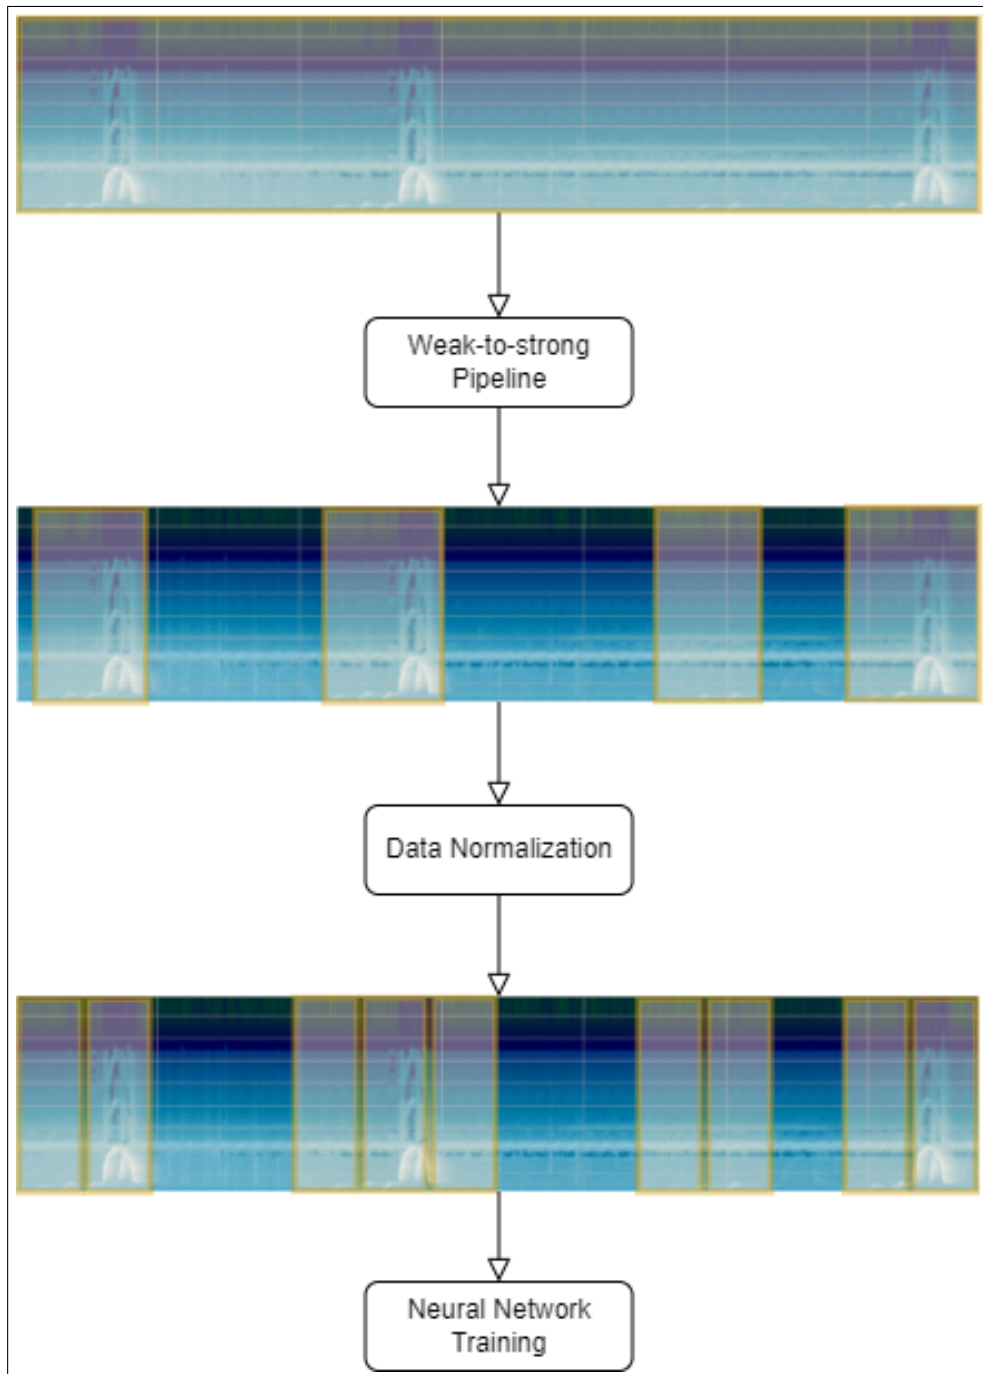 Weak-to-strong
Pipeline
Data Normalization
Neural Network
Training